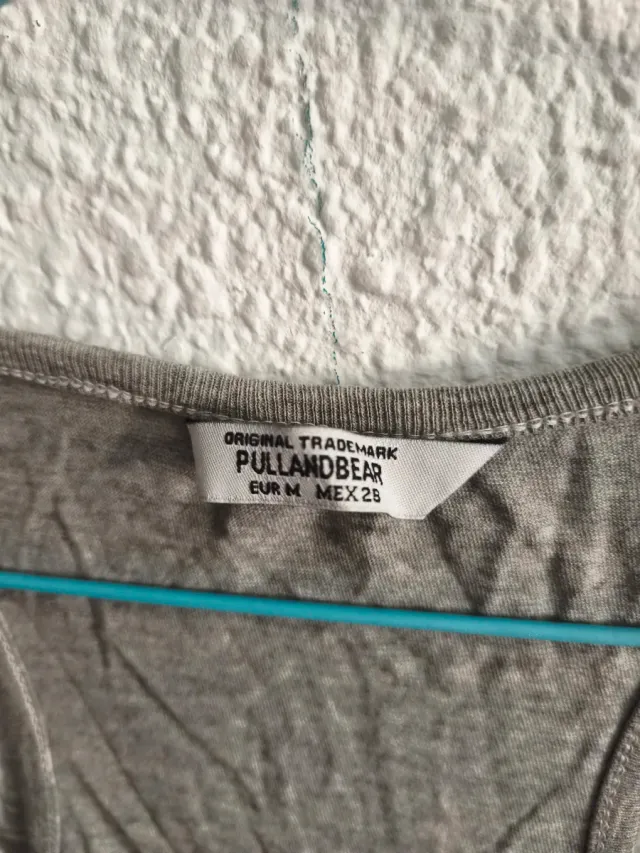 ORIGINAL TRADEMARK
PULLANDBEAR
EUR M MEX 28